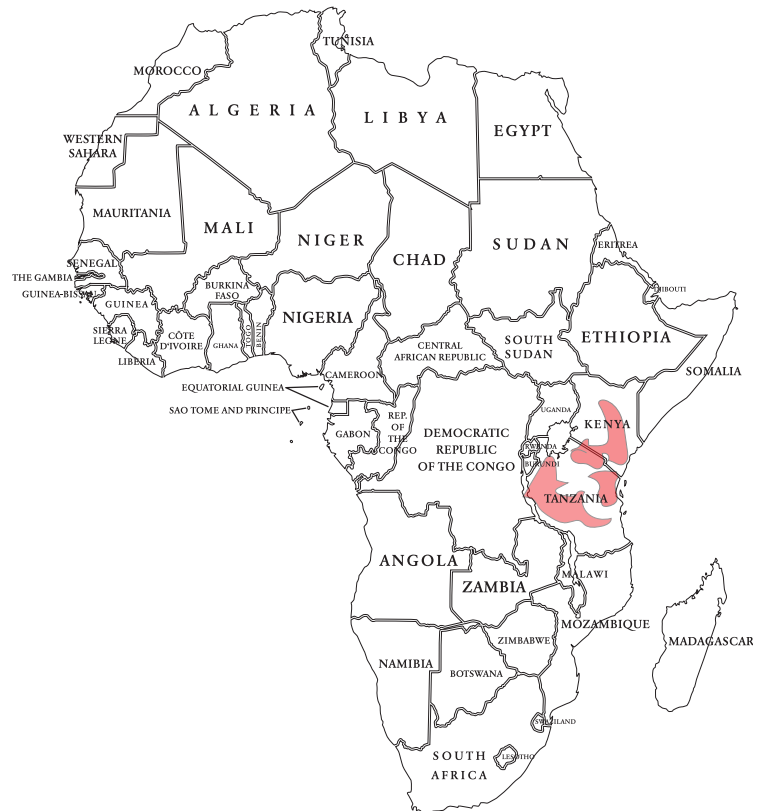 TUNISIA
MOROCCO
ALGERIA
LIBYA
EGYPT
WESTERN
SAHARA
MAURITANIA
MALI
NIGER
CHAD
SUDAN
ERITREA
SENEGAL
THE GAMBIA
GUINEA-BISSAU
GUINEA
BURKINA
FASO
DJIBOUTI
NIGERIA
SIERRA
LEONE
CÔTE
D'IVOIRE
GHANA
TOGO
BENIN
LIBERIA
CENTRAL
AFRICAN REPUBLIC
SOUTH
SUDAN
ETHIOPIA
SOMALIA
CAMEROON
EQUATORIAL GUINEA
SAO TOME AND PRINCIPE
GABON
REP.
OF
THE
CONGO
DEMOCRATIC
REPUBLIC
OF THE CONGO
UGANDA
KENYA
RWANDA
BURUNDI
TANZANIA
ANGOLA
ZAMBIA
MALAWI
MOZAMBIQUE
ZIMBABWE
MADAGASCAR
NAMIBIA
BOTSWANA
SWAZILAND
SOUTH
AFRICA
LESOTHO